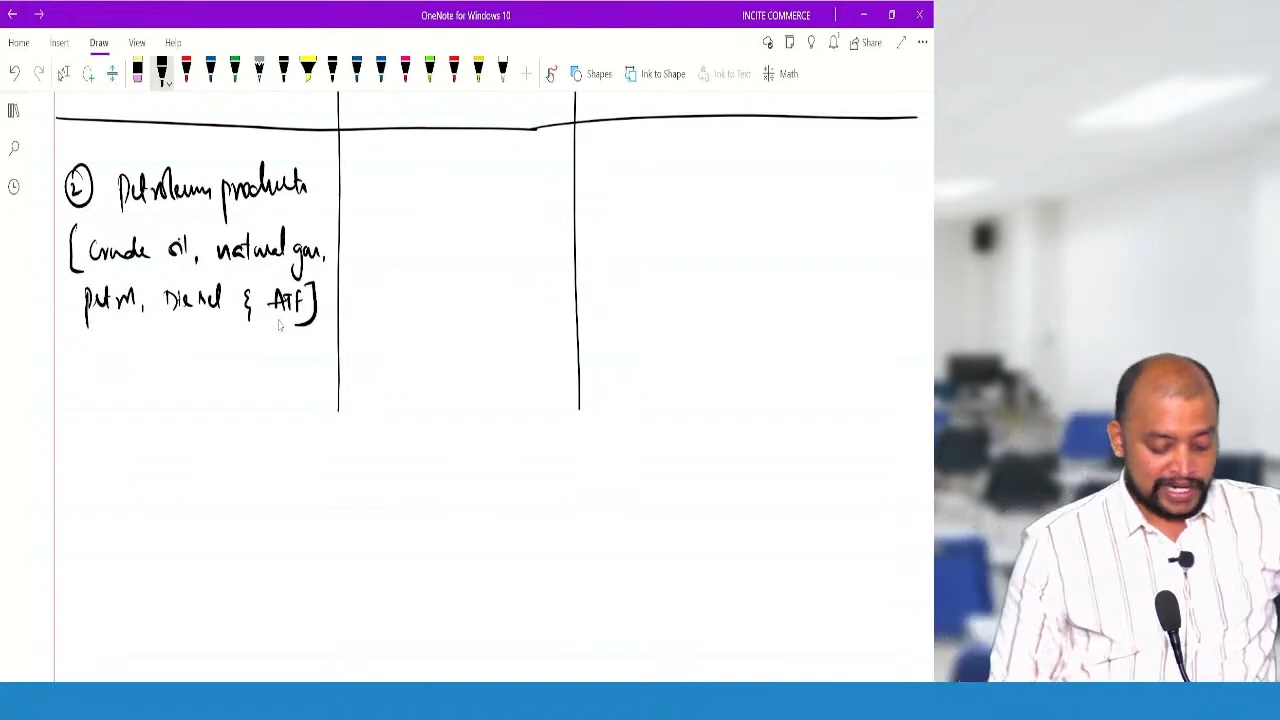 OneNote for Windows 10
INCITE COMMERCE
Home Insert Draw View Help
Share
Shapes Ink to Shape Ink to Text Math
② Petroleum products
[crude oil, natural gas,
petrol, Diesel & ATF]